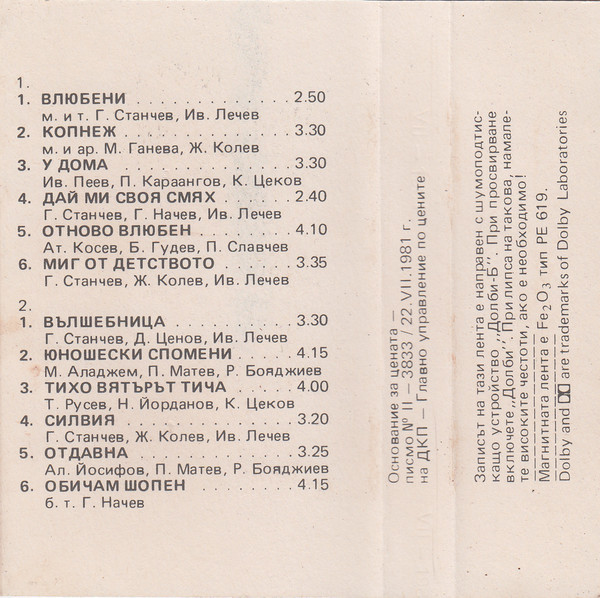 1.
1. ВЛЮБЕНИ . . . . . . . . . . . . 2.50
м. и т. Г. Станчев, Ив. Лечев
2. КОПНЕЖ . . . . . . . . . . . . 3.30
м. и ар. М. Ганева, Ж. Колев
3. У ДОМА . . . . . . . . . . . . 3.30
Ив. Пеев, П. Караангов, К. Цеков
4. ДАЙ МИ СВОЯ СМЯХ . . . . . 2.40
Г. Станчев, Г. Начев, Ив. Лечев
5. ОТНОВО ВЛЮБЕН . . . . . . . 4.10
Ат. Косев, Б. Гудев, П. Славчев
6. МИГ ОТ ДЕТСТВОТО . . . . . 3.35
Г. Станчев, Ж. Колев, Ив. Лечев
2.
1. ВЪЛШЕБНИЦА . . . . . . . . . 3.30
Г. Станчев, Д. Ценов, Ив. Лечев
2. ЮНОШЕСКИ СПОМЕНИ . . . . 4.15
М. Аладжем, П. Матев, Р. Бояджиев
3. ТИХО ВЯТЪРЪТ ТИЧА . . . . 4.00
Т. Русев, Н. Йорданов, К. Цеков
4. СИЛВИЯ . . . . . . . . . . . . 3.20
Г. Станчев, Ж. Колев, Ив. Лечев
5. ОТДАВНА . . . . . . . . . . . 3.25
Ал. Йосифов, П. Матев, Р. Бояджиев
6. ОБИЧАМ ШОПЕН . . . . . . . 4.15
б. т. Г. Начев
Основание за цената —
писмо № II — 3833 / 22.VII.1981 г.
на ДКП — Главно управление по цените
Записът на тази лента е направен с шумоподтис-
кащо устройство ,,Долби-Б''. При просвирване
включете ,,Долби''. При липса на такова, намале-
те високите честоти, ако е необходимо!
Магнитната лента е Fe₂O₃ тип PE 619.
Dolby and are trademarks of Dolby Laboratories